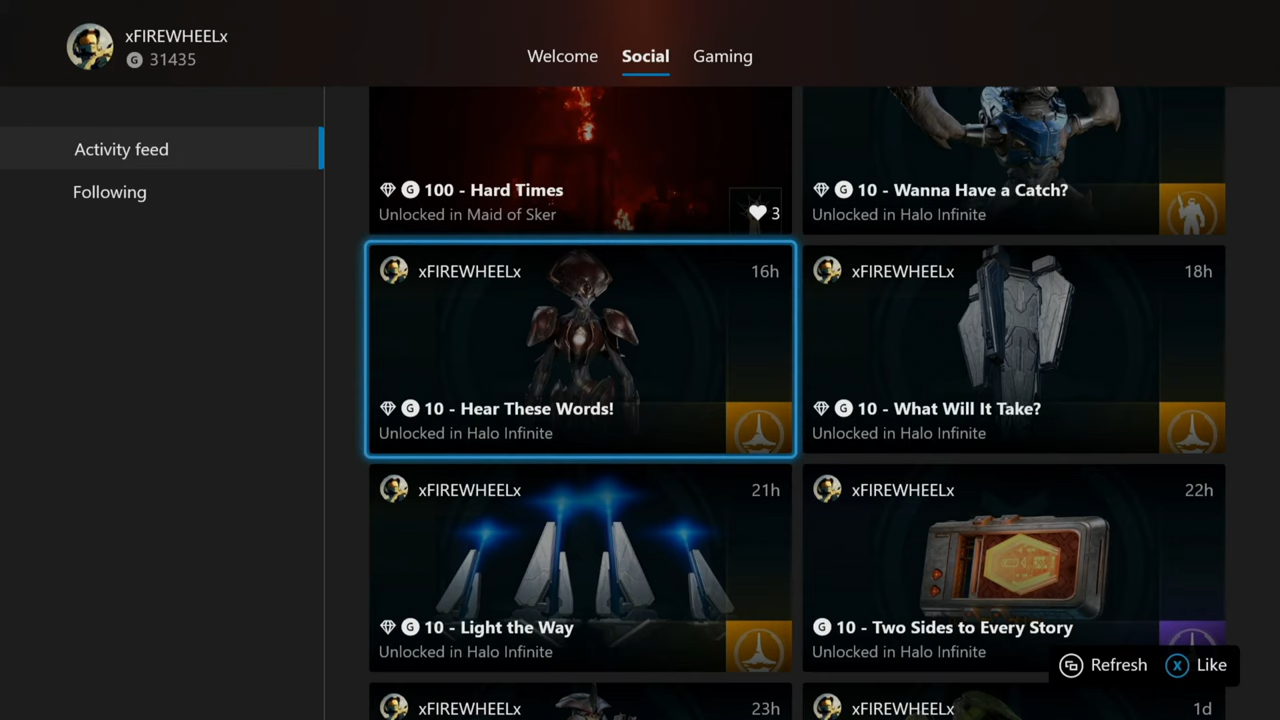 xFIREWHEELx
G 31435
Welcome
Social
Gaming
Activity feed
Following
G 100 - Hard Times
Unlocked in Maid of Sker
3
G 10 - Wanna Have a Catch?
Unlocked in Halo Infinite
xFIREWHEELx
16h
G 10 - Hear These Words!
Unlocked in Halo Infinite
xFIREWHEELx
18h
G 10 - What Will It Take?
Unlocked in Halo Infinite
xFIREWHEELx
21h
G 10 - Light the Way
Unlocked in Halo Infinite
xFIREWHEELx
22h
G 10 - Two Sides to Every Story
Unlocked in Halo Infinite
Refresh
X Like
xFIREWHEELx
23h
xFIREWHEELx
1d